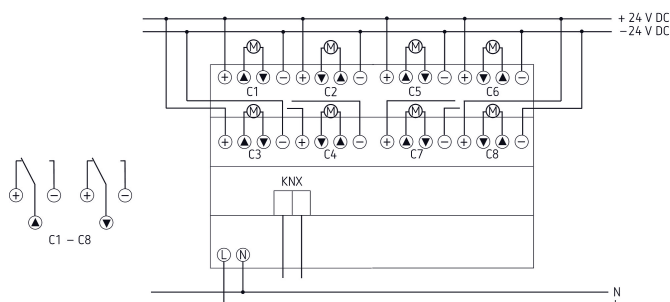 + 24 V DC
−24 V DC
M M M M
+ − + − + − + −
C1 C2 C5 C6
M M M M
+ − + − + − + −
C3 C4 C7 C8
KNX
+ − + −
C1 – C8
L N
N